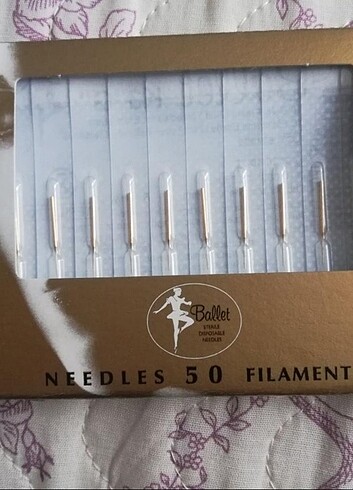 Ballet
STERILE
DISPOSABLE
NEEDLES
NEEDLES 50 FILAMENT